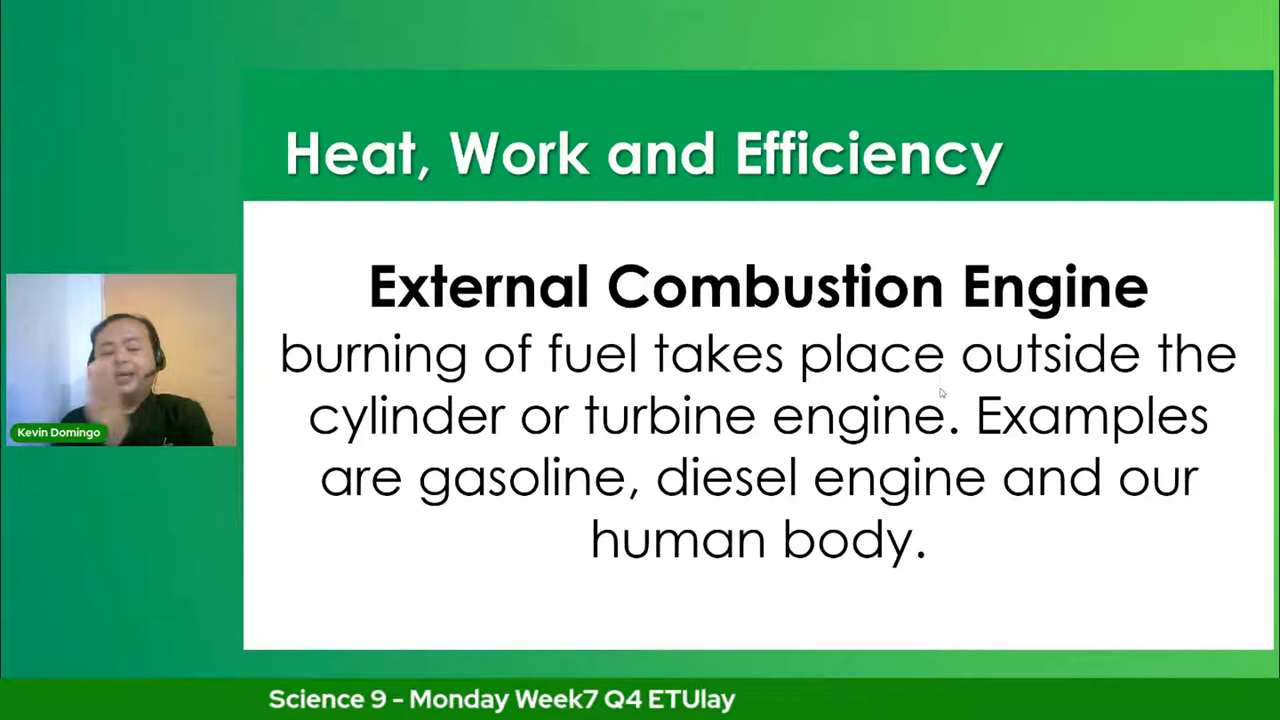 Heat, Work and Efficiency
External Combustion Engine
burning of fuel takes place outside the
cylinder or turbine engine. Examples
are gasoline, diesel engine and our
human body.
Kevin Domingo
Science 9 - Monday Week7 Q4 ETUlay